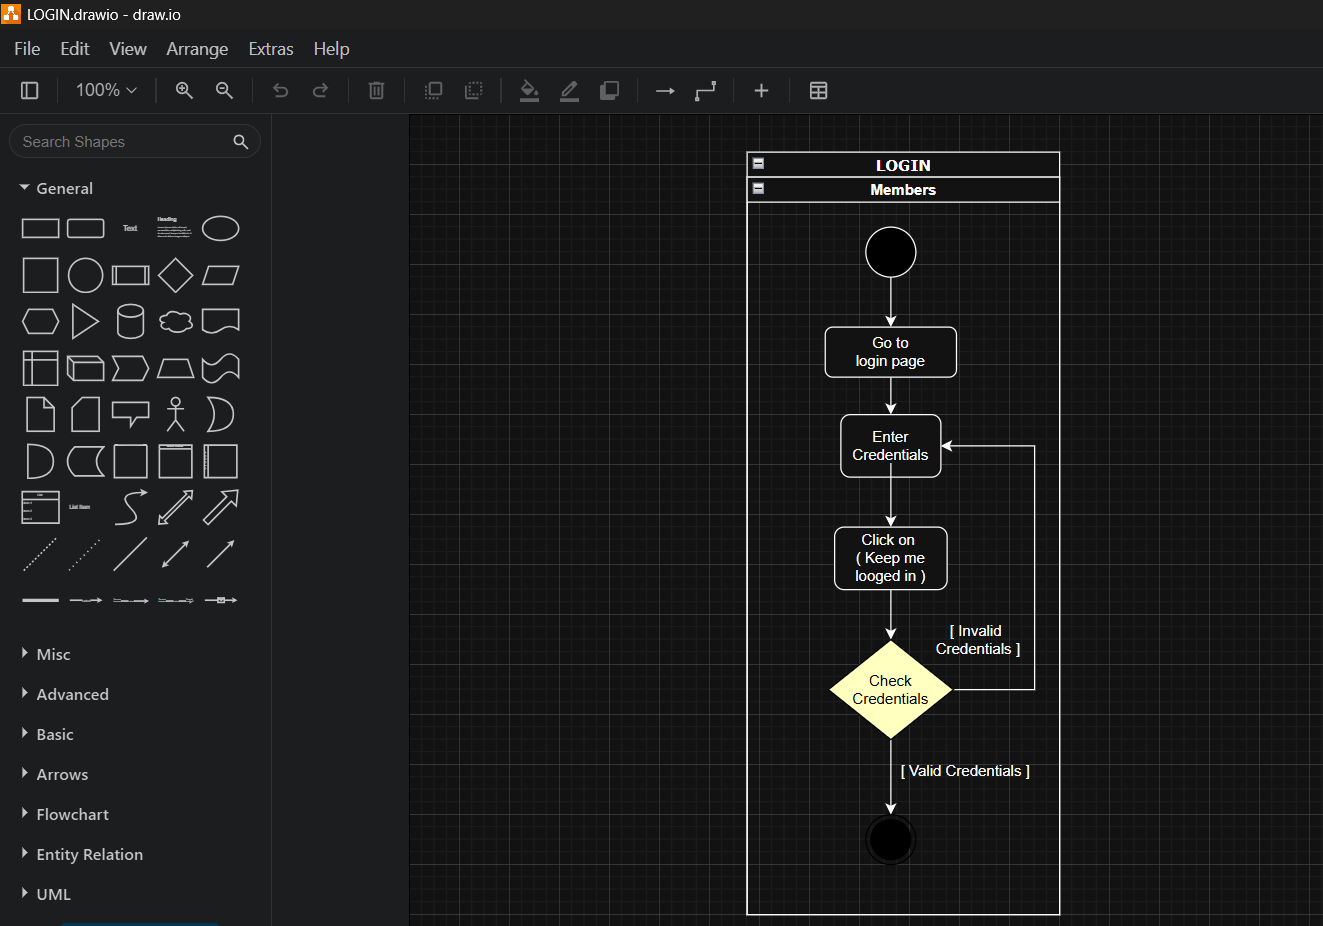 LOGIN.drawio - draw.io
File Edit View Arrange Extras Help
100%
Search Shapes
General
Text
Heading
List Item
Misc
Advanced
Basic
Arrows
Flowchart
Entity Relation
UML
LOGIN
Members
Go to
login page
Enter
Credentials
Click on
( Keep me
looged in )
[ Invalid
Credentials ]
Check
Credentials
[ Valid Credentials ]